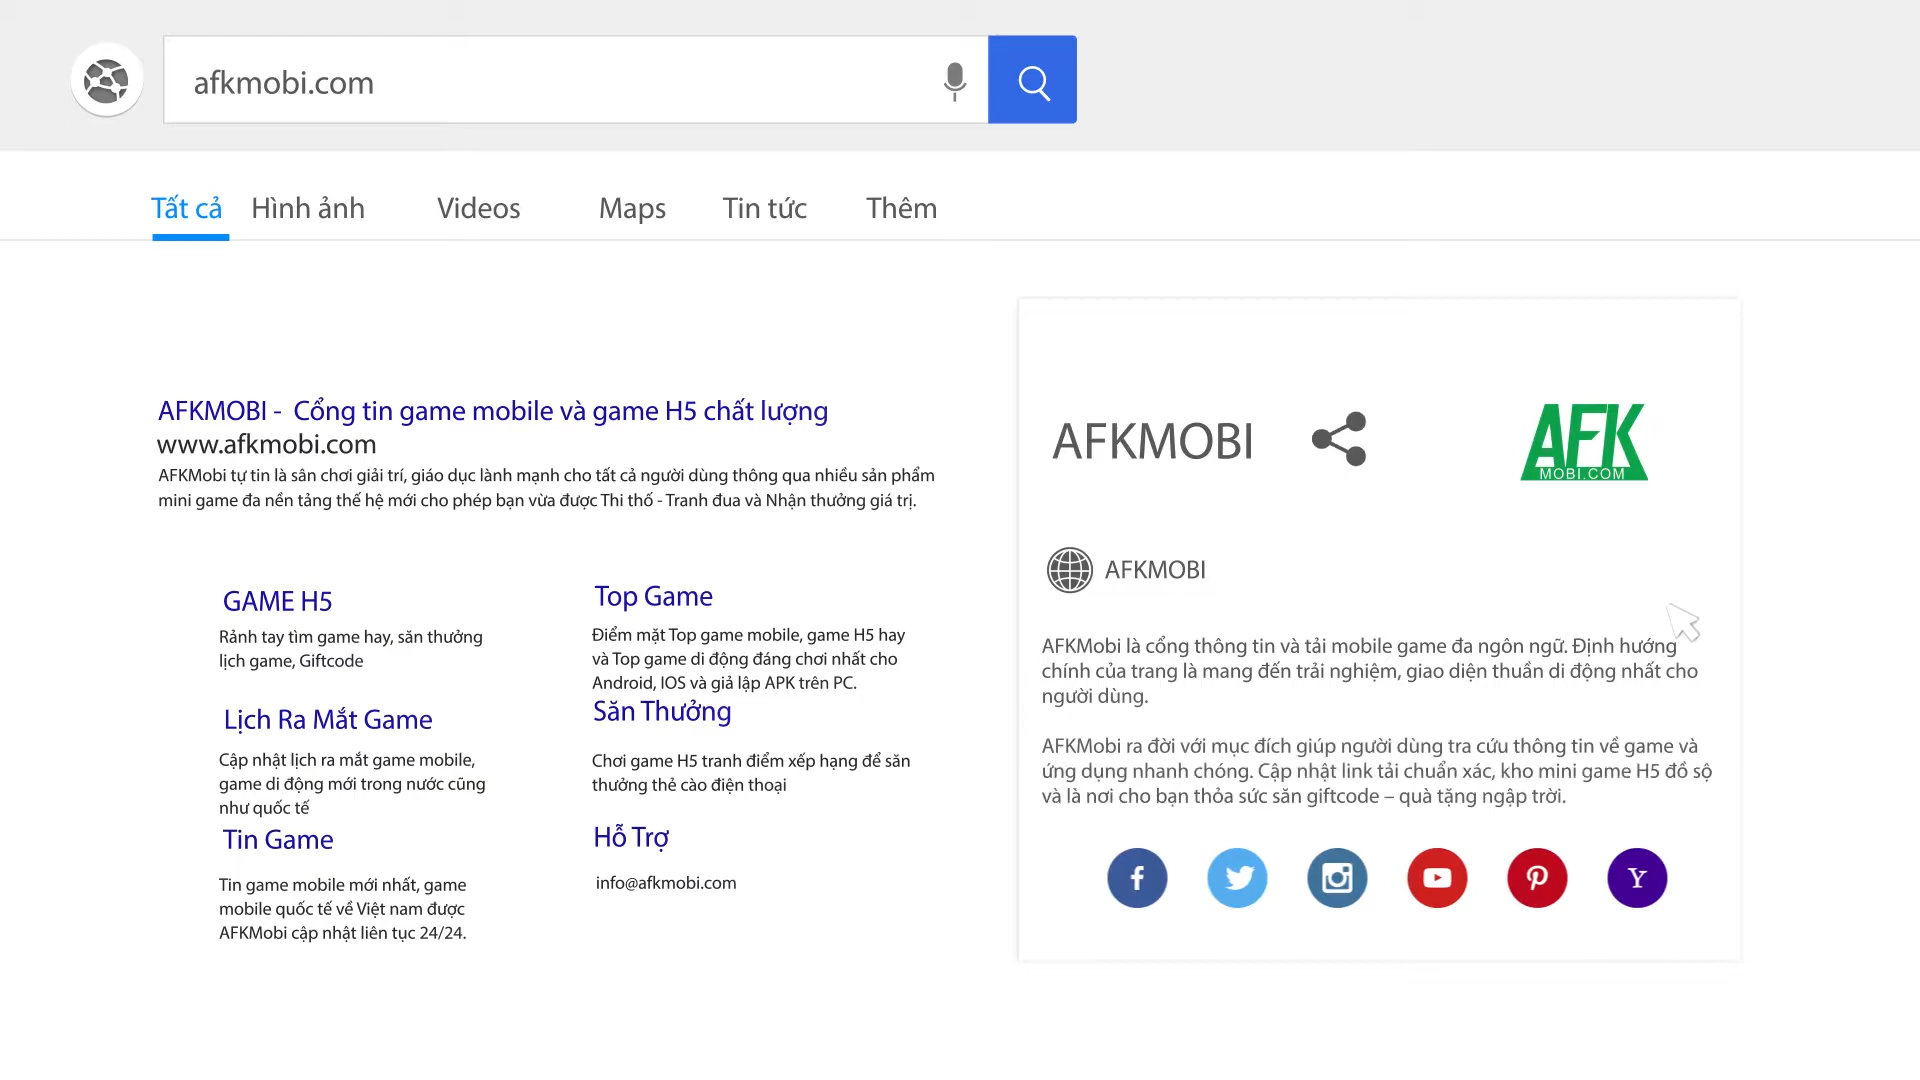 afkmobi.com
Tất cả
Hình ảnh
Videos
Maps
Tin tức
Thêm
AFKMOBI - Cổng tin game mobile và game H5 chất lượng
www.afkmobi.com
AFKMobi tự tin là sân chơi giải trí, giáo dục lành mạnh cho tất cả người dùng thông qua nhiều sản phẩm
mini game đa nền tảng thế hệ mới cho phép bạn vừa được Thi thố - Tranh đua và Nhận thưởng giá trị.
GAME H5
Rảnh tay tìm game hay, săn thưởng
lịch game, Giftcode
Lịch Ra Mắt Game
Cập nhật lịch ra mắt game mobile,
game di động mới trong nước cũng
như quốc tế
Tin Game
Tin game mobile mới nhất, game
mobile quốc tế về Việt nam được
AFKMobi cập nhật liên tục 24/24.
Top Game
Điểm mặt Top game mobile, game H5 hay
và Top game di động đáng chơi nhất cho
Android, IOS và giả lập APK trên PC.
Săn Thưởng
Chơi game H5 tranh điểm xếp hạng để săn
thưởng thẻ cào điện thoại
Hỗ Trợ
info@afkmobi.com
AFKMOBI
AFK
MOBI.COM
AFKMOBI
AFKMobi là cổng thông tin và tải mobile game đa ngôn ngữ. Định hướng
chính của trang là mang đến trải nghiệm, giao diện thuần di động nhất cho
người dùng.
AFKMobi ra đời với mục đích giúp người dùng tra cứu thông tin về game và
ứng dụng nhanh chóng. Cập nhật link tải chuẩn xác, kho mini game H5 đồ sộ
và là nơi cho bạn thỏa sức săn giftcode – quà tặng ngập trời.